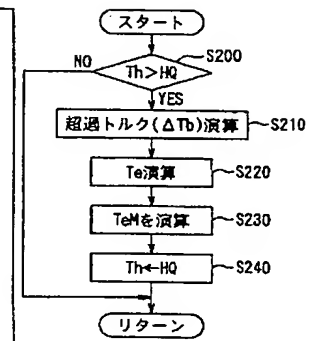 スタート
S200
NO
Th>HQ
YES
超過トルク(ΔTb)演算
S210
Te演算
S220
TeMを演算
S230
Th←HQ
S240
リターン